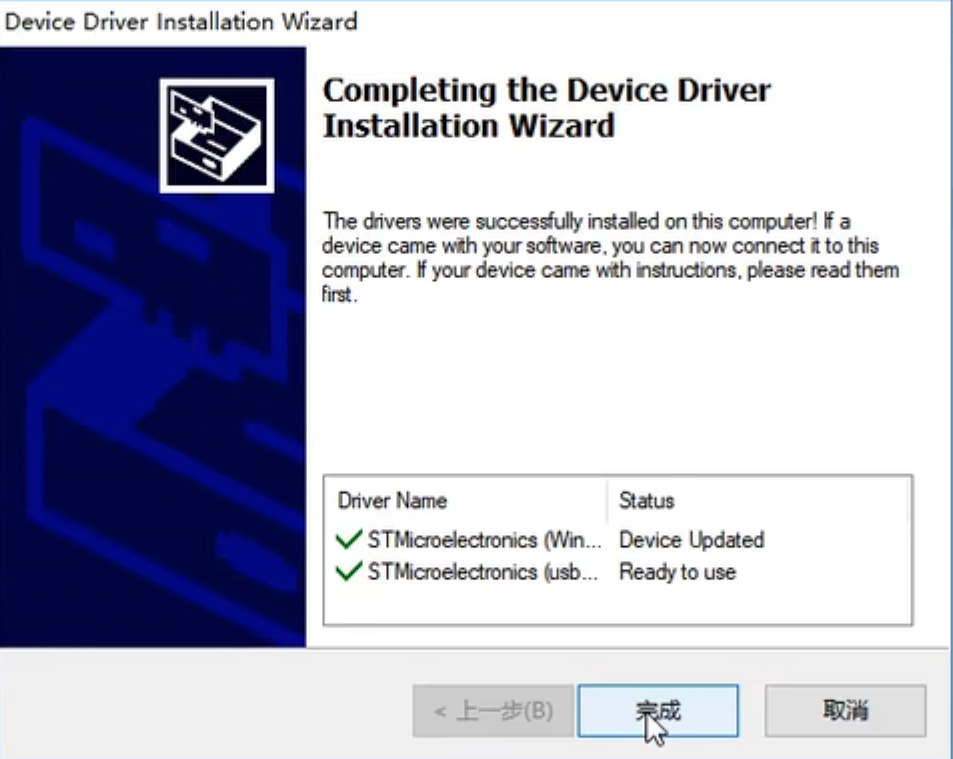 Device Driver Installation Wizard
Completing the Device Driver
Installation Wizard
The drivers were successfully installed on this computer! If a
device came with your software, you can now connect it to this
computer. If your device came with instructions, please read them
first.
Driver Name Status
STMicroelectronics (Win... Device Updated
STMicroelectronics (usb... Ready to use
< 上一步(B) 完成 取消